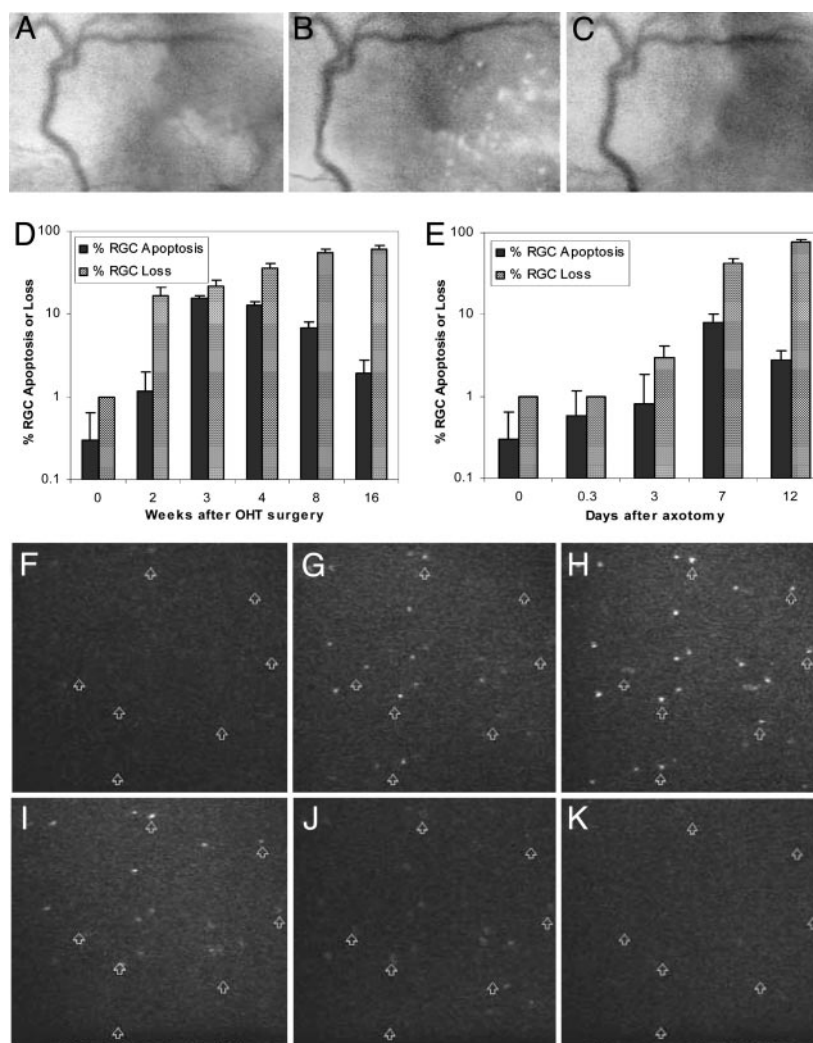 A
B
C
D
100
10
1
0.1
% RGC Apoptosis or Loss
% RGC Apoptosis
% RGC Loss
0 2 3 4 8 16
Weeks after OHT surgery
E
100
10
1
0.1
% RGC Apoptosis or Loss
% RGC Apoptosis
% RGC Loss
0 0.3 3 7 12
Days after axotomy
F
G
H
I
J
K